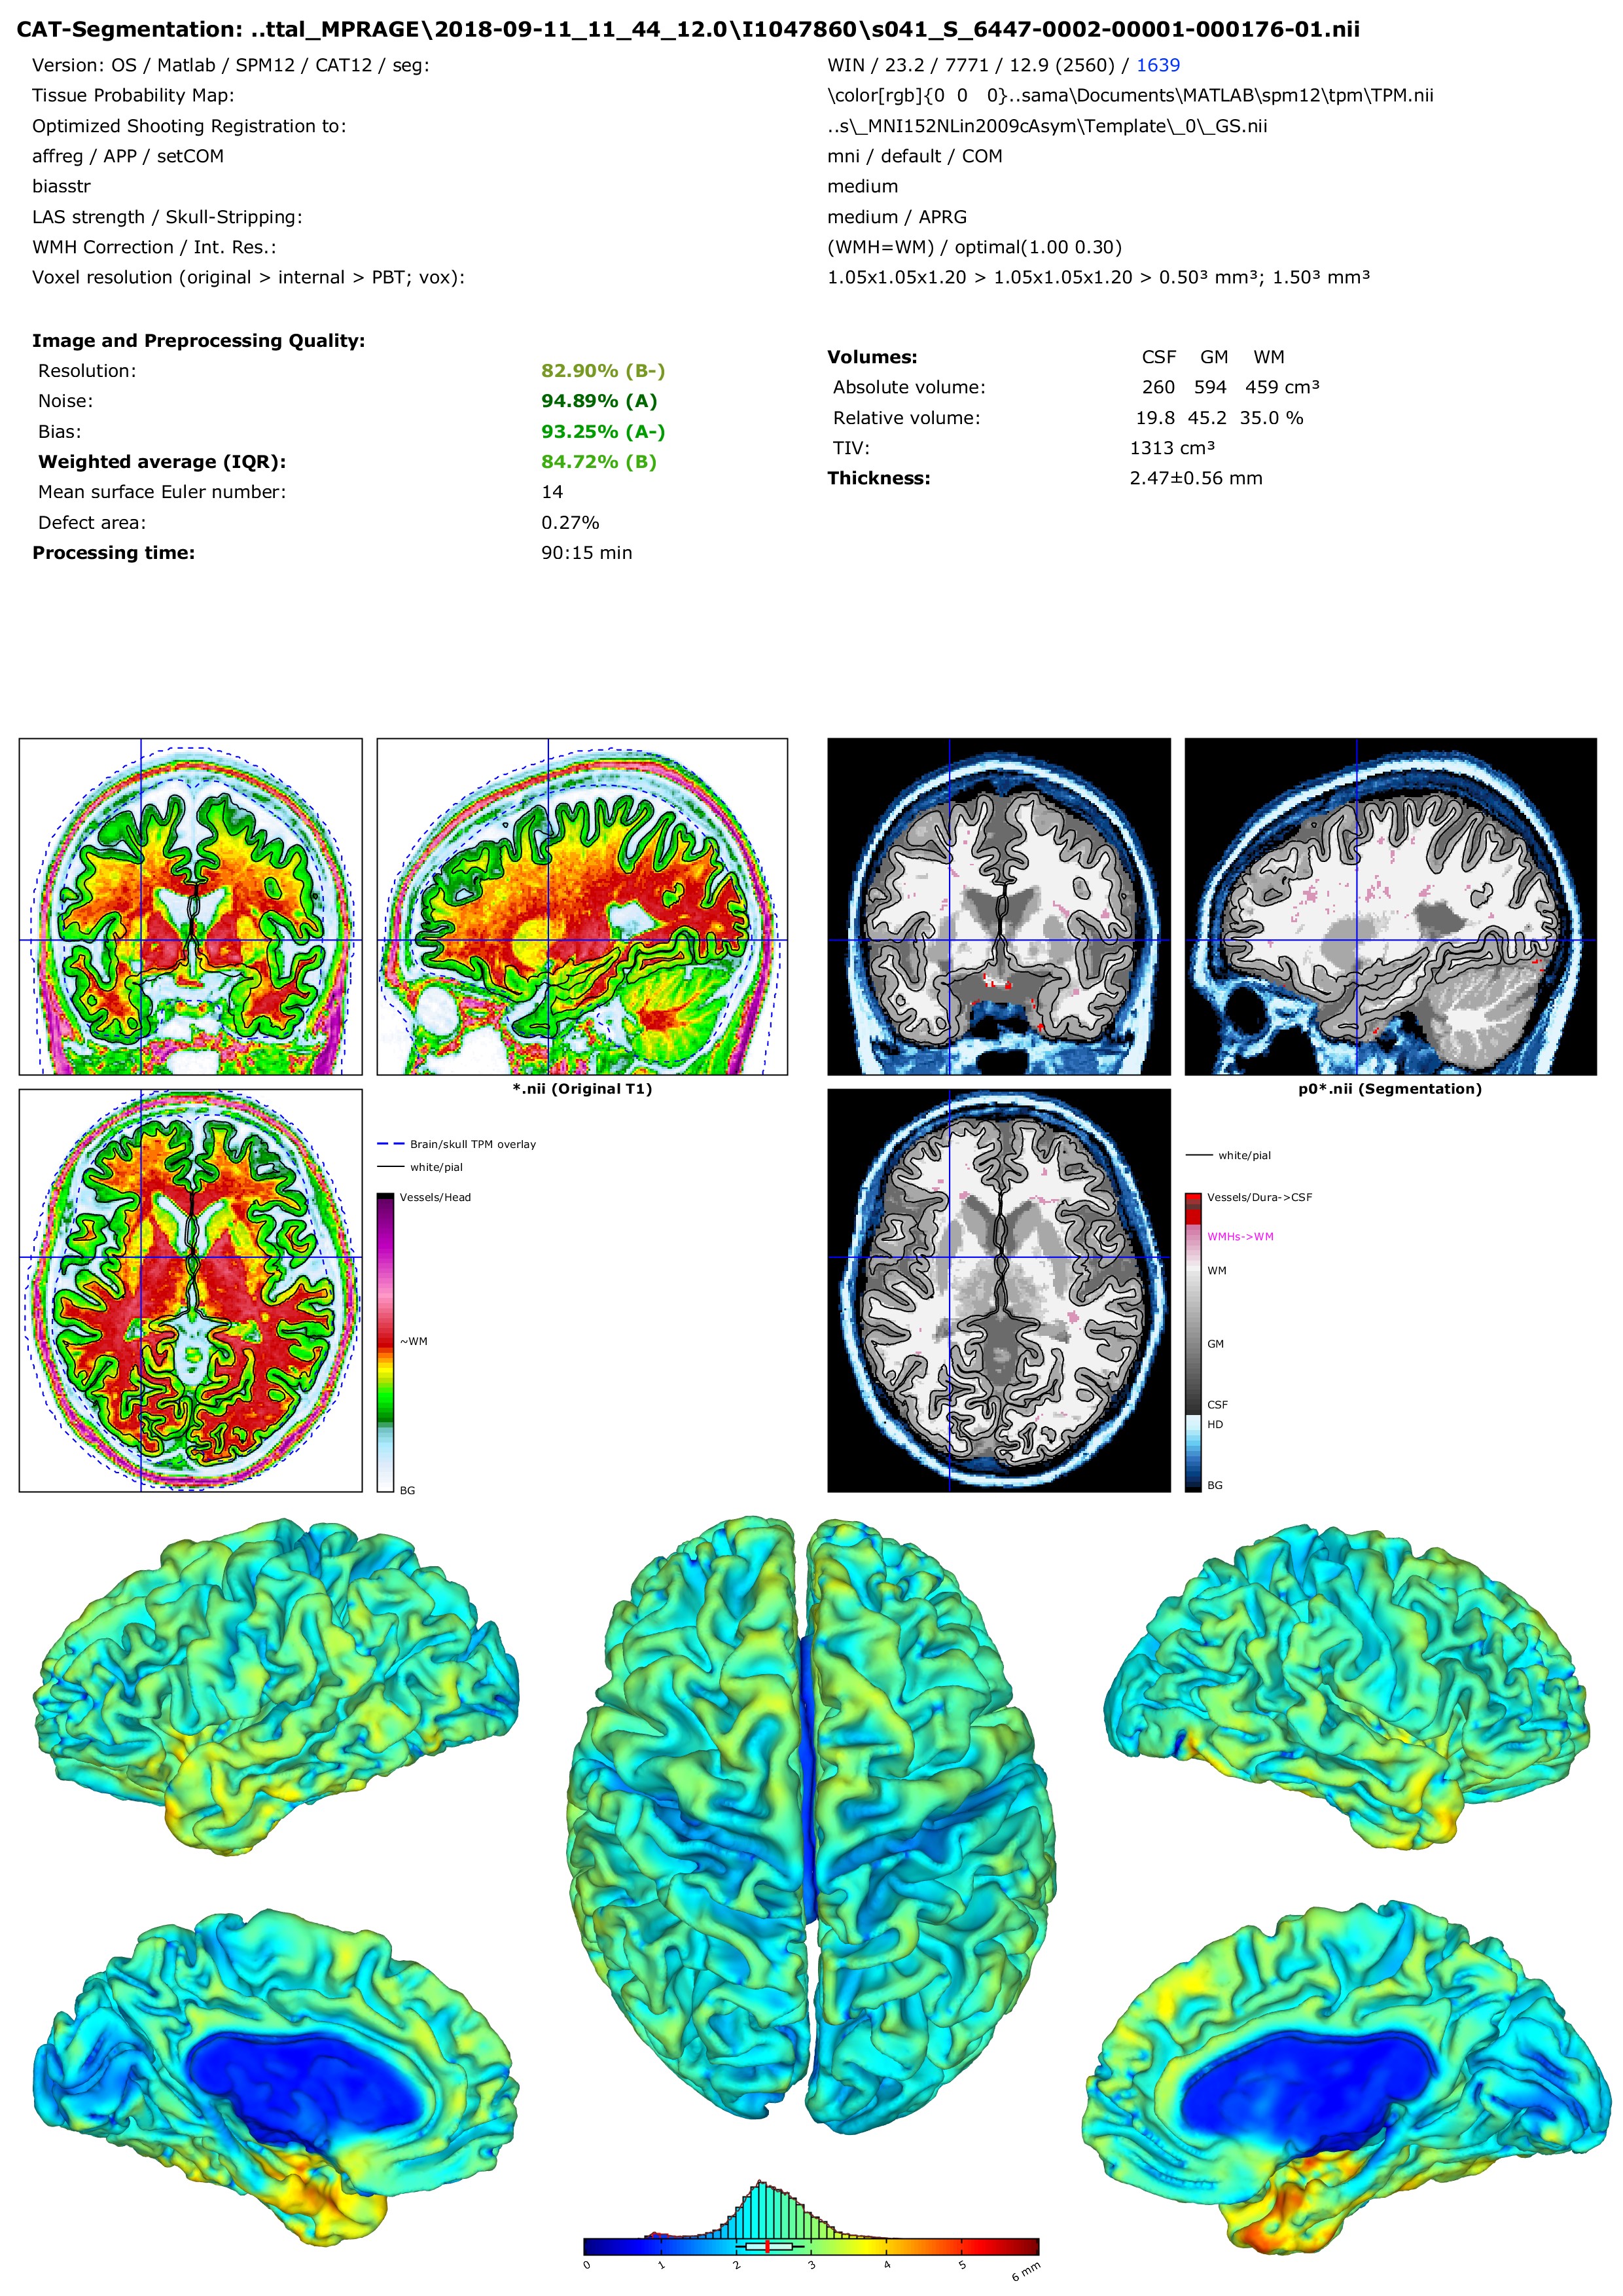 CAT-Segmentation: ..ttal_MPRAGE\2018-09-11_11_44_12.0\I1047860\s041_S_6447-0002-00001-000176-01.nii
Version: OS / Matlab / SPM12 / CAT12 / seg: WIN / 23.2 / 7771 / 12.9 (2560) / 1639
Tissue Probability Map: \color[rgb]{0 0 0}..sama\Documents\MATLAB\spm12\tpm\TPM.nii
Optimized Shooting Registration to: ..s\_MNI152NLin2009cAsym\Template\_0\_GS.nii
affreg / APP / setCOM mni / default / COM
biasstr medium
LAS strength / Skull-Stripping: medium / APRG
WMH Correction / Int. Res.: (WMH=WM) / optimal(1.00 0.30)
Voxel resolution (original > internal > PBT; vox): 1.05x1.05x1.20 > 1.05x1.05x1.20 > 0.50³ mm³; 1.50³ mm³
Image and Preprocessing Quality:
Resolution: 82.90% (B-)
Noise: 94.89% (A)
Bias: 93.25% (A-)
Weighted average (IQR): 84.72% (B)
Mean surface Euler number: 14
Defect area: 0.27%
Processing time: 90:15 min
Volumes: CSF GM WM
Absolute volume: 260 594 459 cm³
Relative volume: 19.8 45.2 35.0 %
TIV: 1313 cm³
Thickness: 2.47±0.56 mm
*.nii (Original T1)
Brain/skull TPM overlay
white/pial
Vessels/Head
~WM
BG
p0*.nii (Segmentation)
white/pial
Vessels/Dura->CSF
WMHs->WM
WM
GM
CSF
HD
BG
0 1 2 3 4 5 6 mm